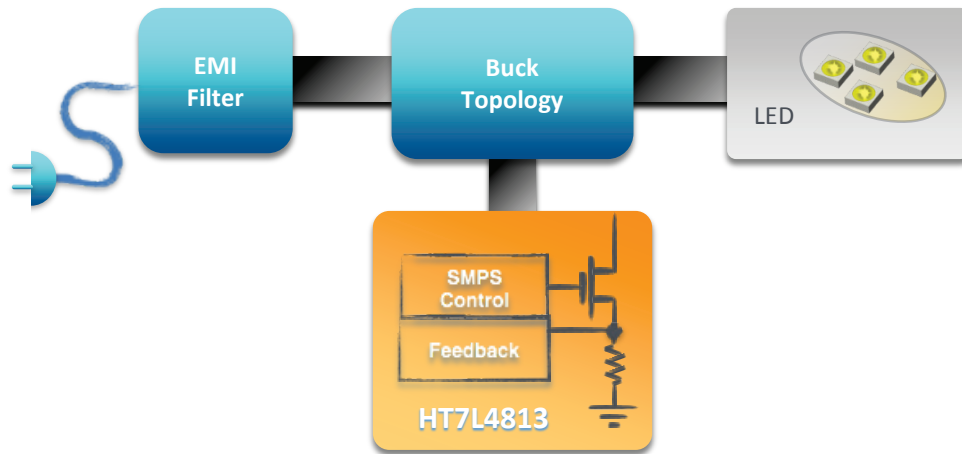 EMI
Filter
Buck
Topology
LED
SMPS
Control
Feedback
HT7L4813